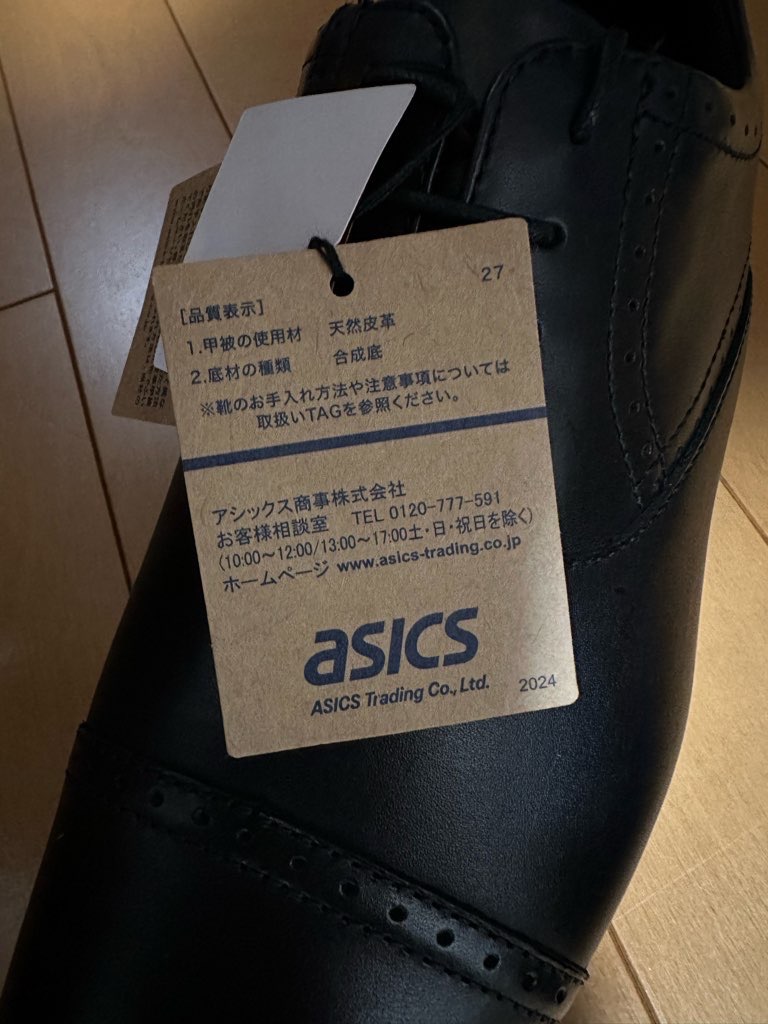 27
[品質表示]
1.甲被の使用材 天然皮革
2.底材の種類 合成底
※靴のお手入れ方法や注意事項については
取扱いTAGを参照ください。
アシックス商事株式会社
お客様相談室 TEL 0120-777-591
(10:00～12:00/13:00～17:00土・日・祝日を除く)
ホームページ www.asics-trading.co.jp
asics
ASICS Trading Co., Ltd. 2024